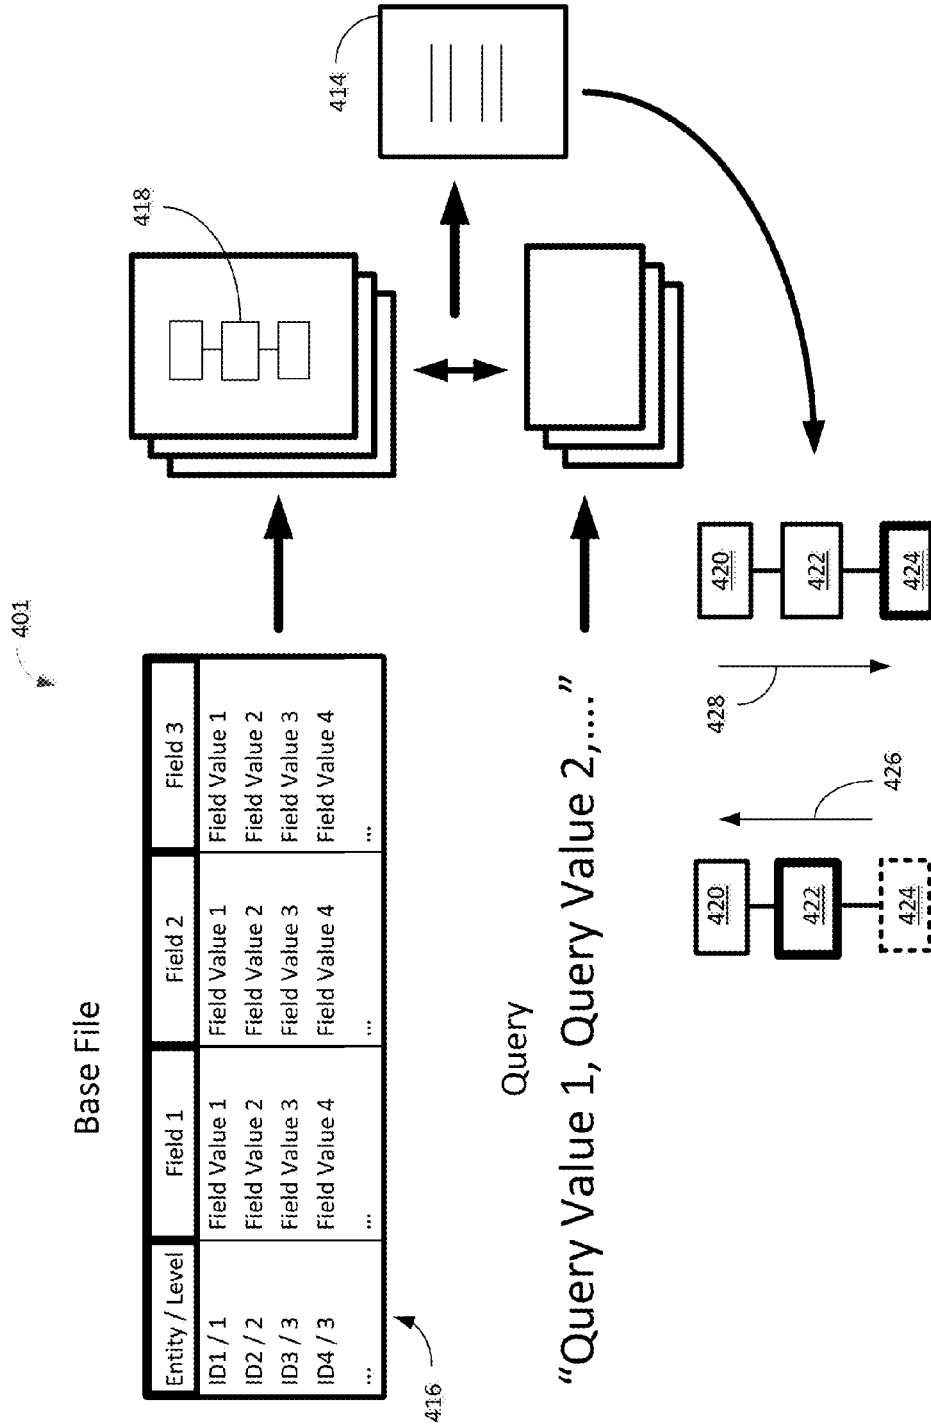 401
Base File
Entity / Level Field 1 Field 2 Field 3
ID1 / 1 Field Value 1 Field Value 1 Field Value 1
ID2 / 2 Field Value 2 Field Value 2 Field Value 2
ID3 / 3 Field Value 3 Field Value 3 Field Value 3
ID4 / 3 Field Value 4 Field Value 4 Field Value 4
... ... ... ...
416
418
414
Query
“Query Value 1, Query Value 2,....”
420
422
424
426
428
420
422
424